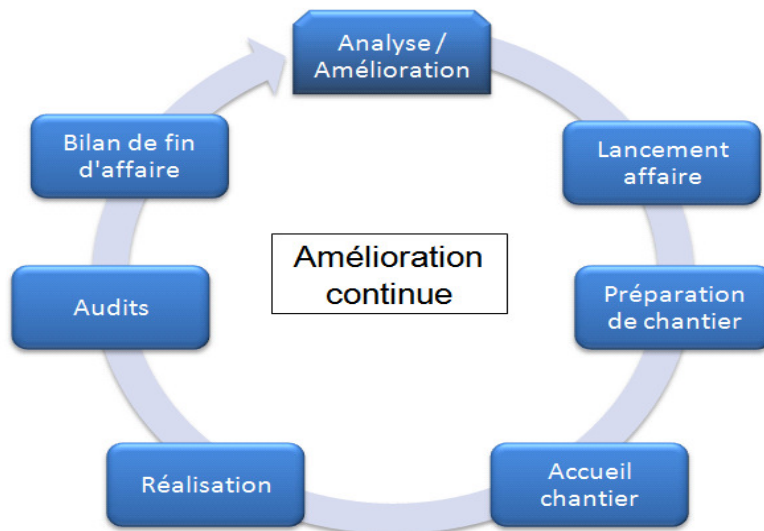 Analyse /
Amélioration
Lancement
affaire
Préparation
de chantier
Accueil
chantier
Réalisation
Audits
Bilan de fin
d'affaire
Amélioration
continue